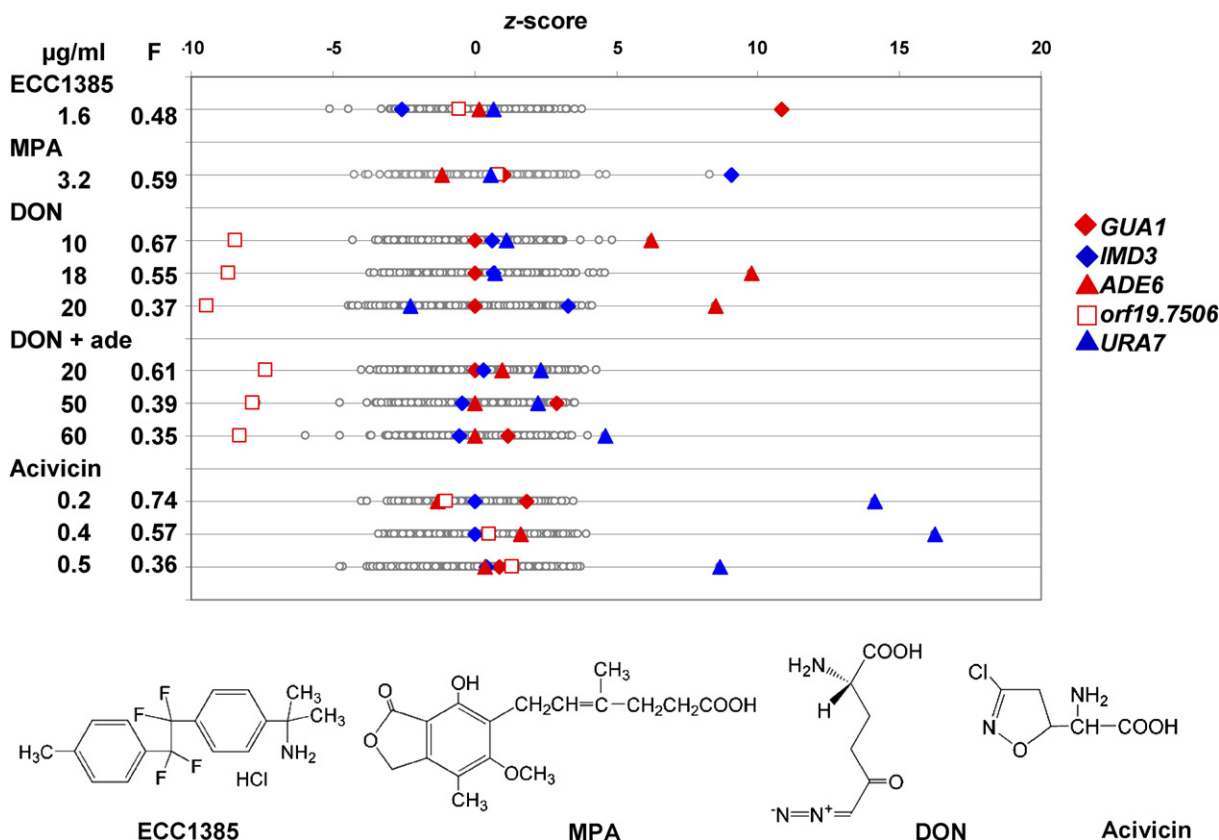 z-score
µg/ml F -10 -5 0 5 10 15 20
ECC1385
1.6 0.48
MPA
3.2 0.59
DON
10 0.67
18 0.55
20 0.37
DON + ade
20 0.61
50 0.39
60 0.35
Acivicin
0.2 0.74
0.4 0.57
0.5 0.36
GUA1
IMD3
ADE6
orf19.7506
URA7
CH₃
F
F
CH₃
NH₂
H₃C
F F
HCl
ECC1385
O
OH
CH₃
CH₂CH=C-CH₂CH₂COOH
O
OCH₃
H₃C
MPA
COOH
H₂N
H
O
-N=N⁺
DON
Cl
NH₂
N
CH-COOH
O
Acivicin